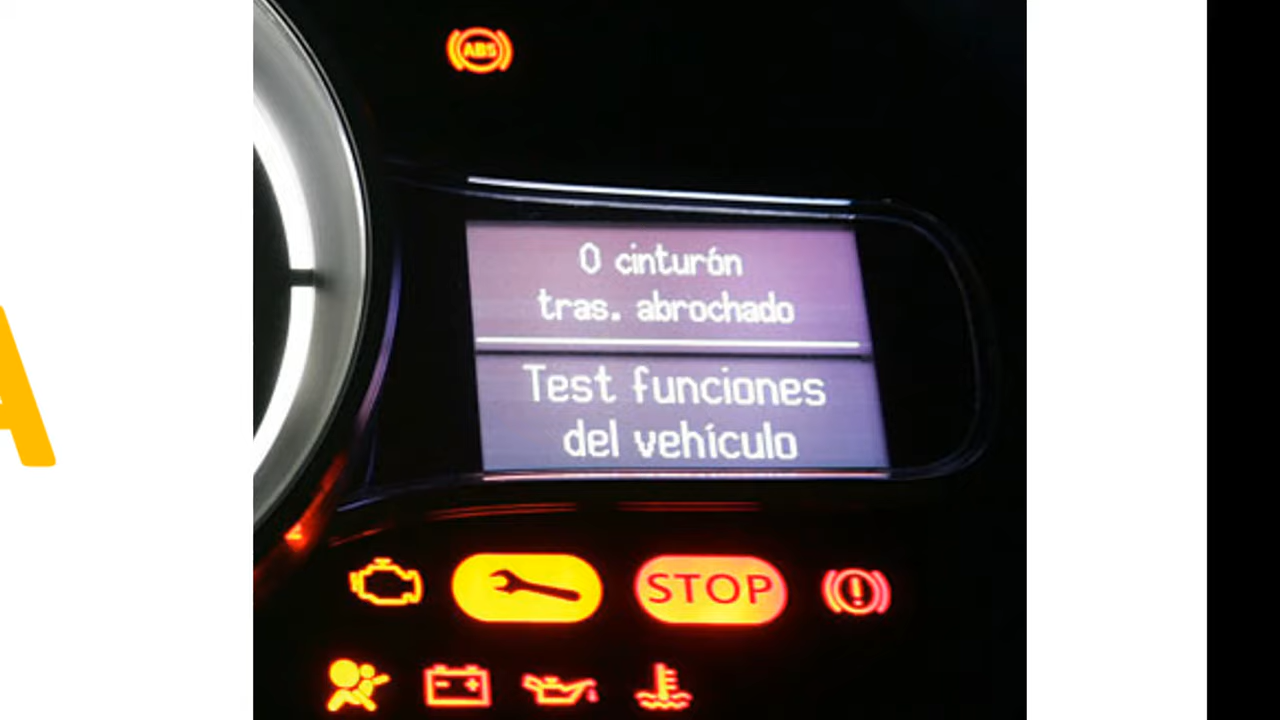 ABS
0 cinturón
tras. abrochado
Test funciones
del vehículo
STOP
A